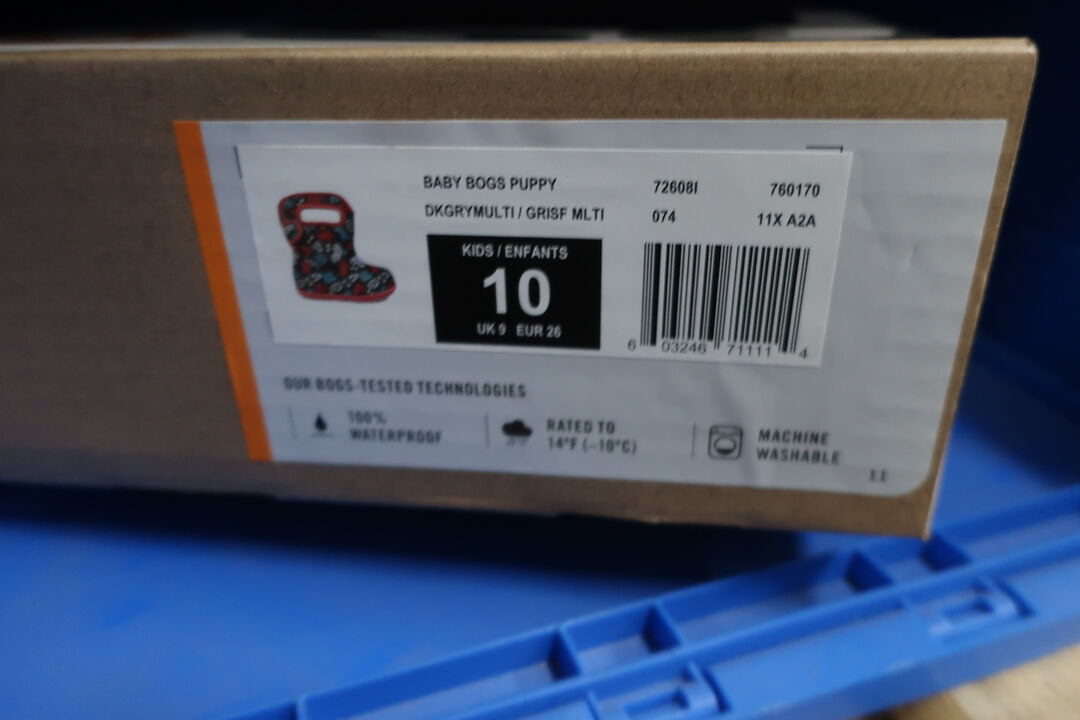 BABY BOGS PUPPY 72608I 760170
DKGRYMULTI / GRISF MLTI 074 11X A2A
KIDS / ENFANTS
10
UK 9 EUR 26
6 03246 71111 4
OUR BOGS-TESTED TECHNOLOGIES
100%
WATERPROOF
RATED TO
14°F (-10°C)
MACHINE
WASHABLE
11